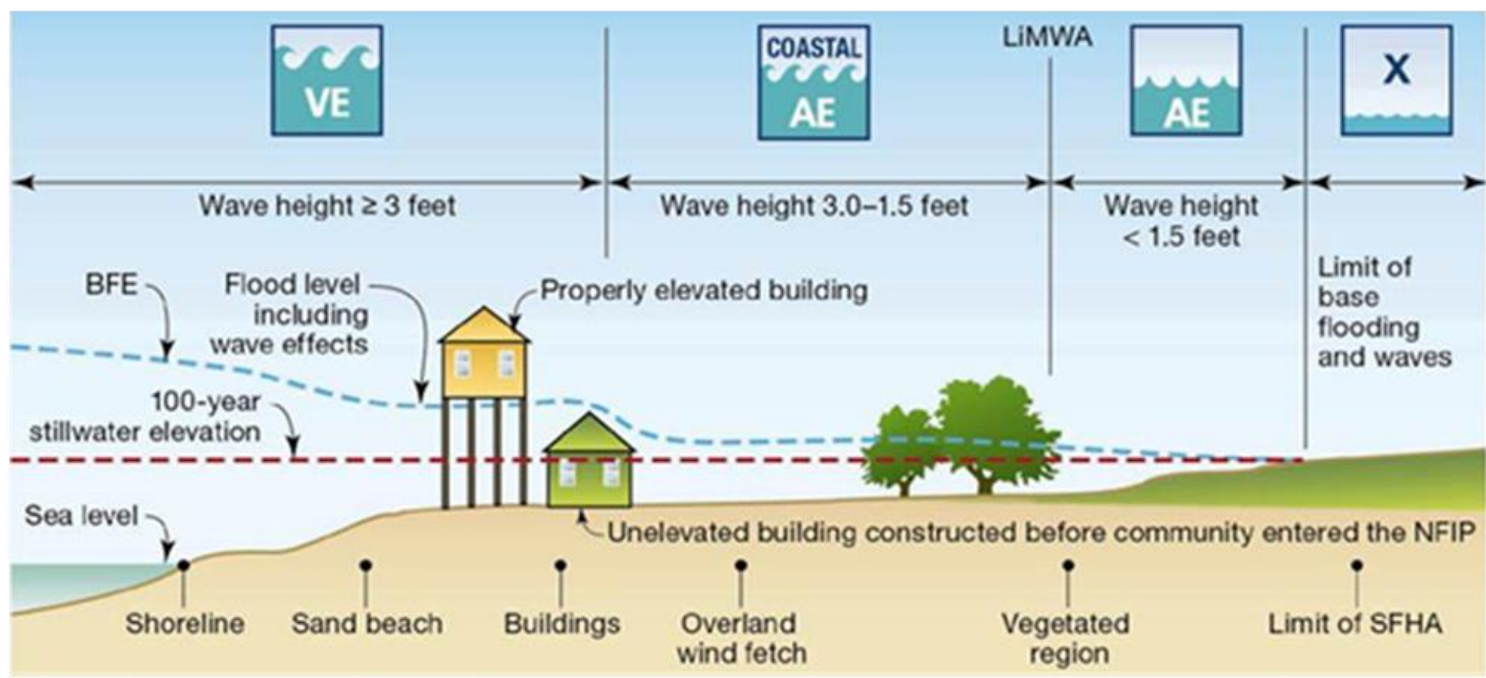 VE
COASTAL
AE
LiMWA
AE
X
Wave height ≥ 3 feet
Wave height 3.0–1.5 feet
Wave height
< 1.5 feet
BFE
Flood level
including
wave effects
Properly elevated building
Limit of
base
flooding
and waves
100-year
stillwater elevation
Sea level
Unelevated building constructed before community entered the NFIP
Shoreline
Sand beach
Buildings
Overland
wind fetch
Vegetated
region
Limit of SFHA